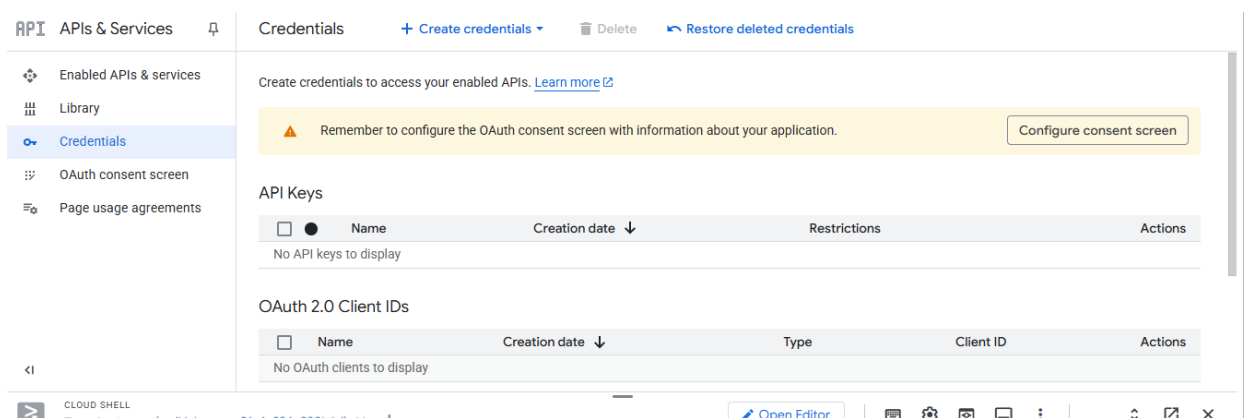 API APIs & Services Credentials + Create credentials Delete Restore deleted credentials
Enabled APIs & services
Library
Credentials
OAuth consent screen
Page usage agreements
Create credentials to access your enabled APIs. Learn more
Remember to configure the OAuth consent screen with information about your application. Configure consent screen
API Keys
Name Creation date Restrictions Actions
No API keys to display
OAuth 2.0 Client IDs
Name Creation date Type Client ID Actions
No OAuth clients to display
CLOUD SHELL
Open Editor